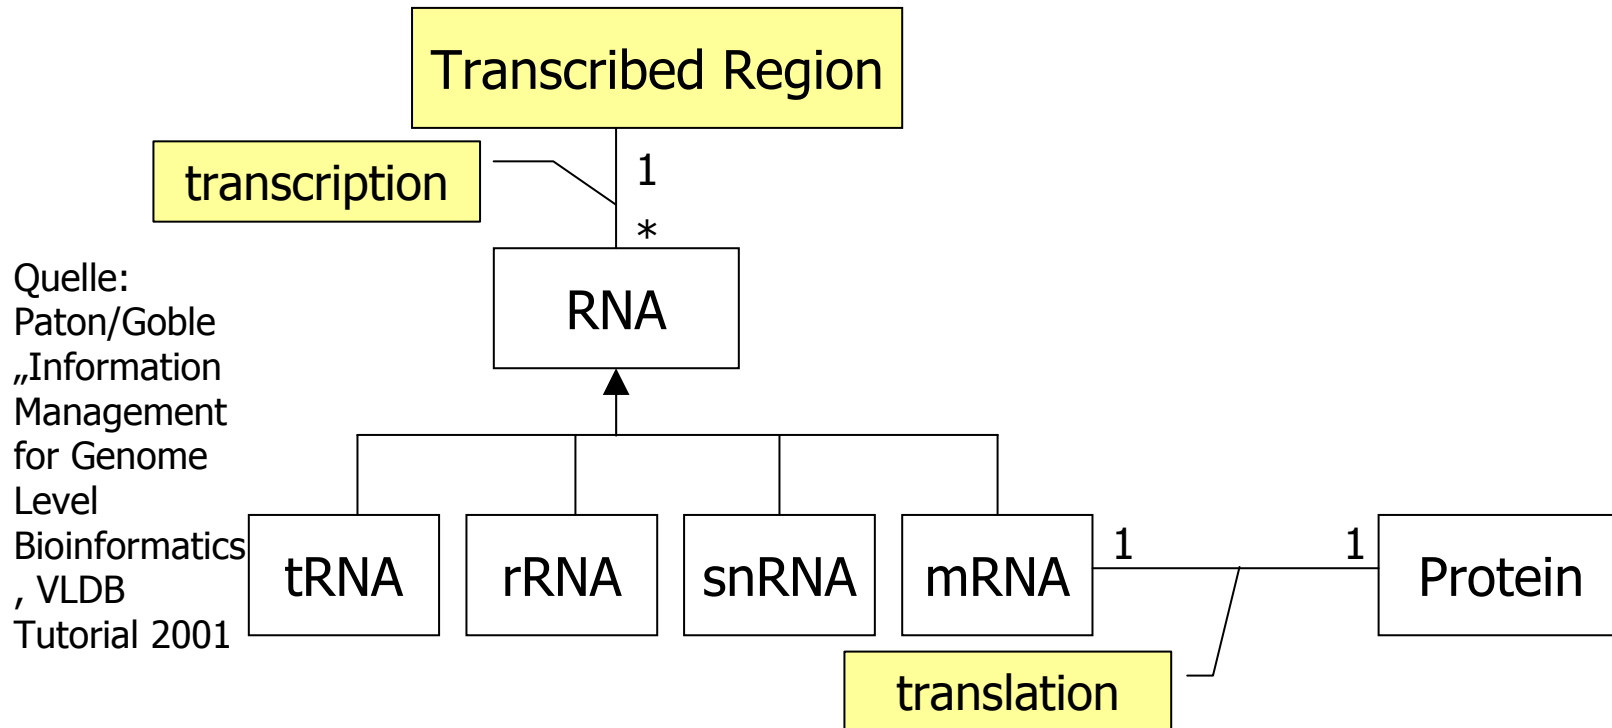 Transcribed Region
transcription
1
*
RNA
Quelle:
Paton/Goble
„Information
Management
for Genome
Level
Bioinformatics
, VLDB
Tutorial 2001
tRNA
rRNA
snRNA
mRNA
1
1
Protein
translation